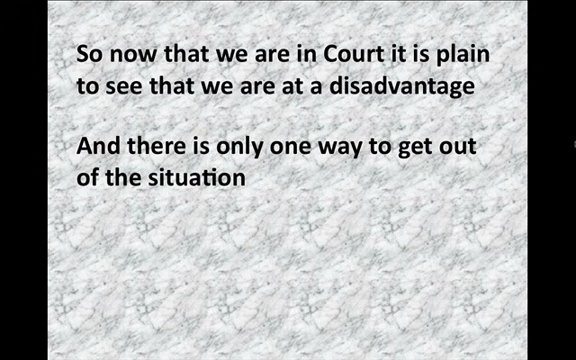 So now that we are in Court it is plain
to see that we are at a disadvantage
And there is only one way to get out
of the situation